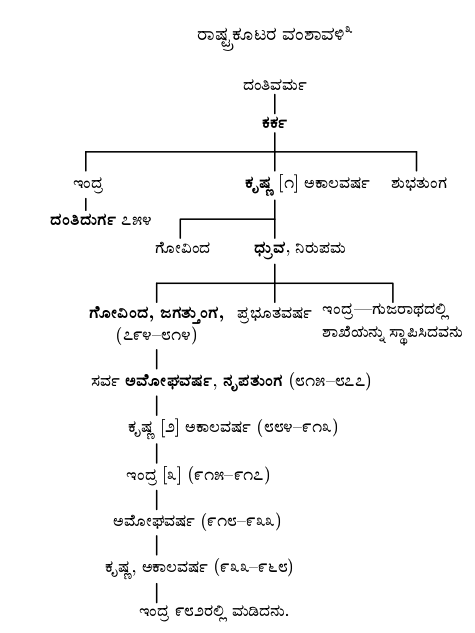 ರಾಷ್ಟ್ರಕೂಟರ ವಂಶಾವಳಿ೩
ದಂತಿವರ್ಮ
ಕರ್ಕ
ಇಂದ್ರ ಕೃಷ್ಣ [೧] ಅಕಾಲವರ್ಷ ಶುಭತುಂಗ
ದಂತಿದುರ್ಗ ೭೫೪
ಗೋವಿಂದ ಧ್ರುವ, ನಿರುಪಮ
ಗೋವಿಂದ, ಜಗತ್ತುಂಗ, ಪ್ರಭೂತವರ್ಷ ಇಂದ್ರ—ಗುಜರಾಥದಲ್ಲಿ
(೭೯೪–೮೧೪) ಶಾಖೆಯನ್ನು ಸ್ಥಾಪಿಸಿದವನು
ಸರ್ವ ಅಮೋಘವರ್ಷ, ನೃಪತುಂಗ (೮೧೫–೮೭೭)
ಕೃಷ್ಣ [೨] ಅಕಾಲವರ್ಷ (೮೮೪–೯೧೩)
ಇಂದ್ರ [೩] (೯೧೫–೯೧೭)
ಅಮೋಘವರ್ಷ (೯೧೮–೯೩೩)
ಕೃಷ್ಣ, ಅಕಾಲವರ್ಷ (೯೩೩–೯೬೮)
ಇಂದ್ರ ೯೮೨ರಲ್ಲಿ ಮಡಿದನು.